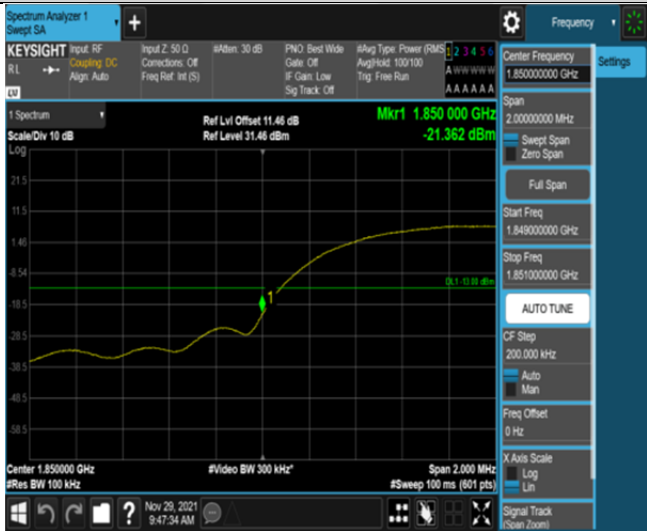 Spectrum Analyzer 1
Swept SA
Frequency
KEYSIGHT
RL
Input: RF
Coupling: DC
Align: Auto
Input Z: 50 Ω
Corrections: Off
Freq Ref: Int (S)
#Atten: 30 dB
PNO: Best Wide
Gate: Off
IF Gain: Low
Sig Track: Off
#Avg Type: Power (RMS
Avg|Hold: 100/100
Trig: Free Run
1 2 3 4 5 6
A W W W W W
A A A A A A
LXI
1 Spectrum
Scale/Div 10 dB
Log
Ref Lvl Offset 11.46 dB
Ref Level 31.46 dBm
Mkr1 1.850 000 GHz
-21.362 dBm
21.5
11.5
1.46
-8.54
-18.5
-28.5
-38.5
-48.5
-58.5
DL1 -13.00 dBm
1
Center 1.850000 GHz
#Res BW 100 kHz
#Video BW 300 kHz*
Span 2.000 MHz
#Sweep 100 ms (601 pts)
Nov 29, 2021
9:47:34 AM
?
Center Frequency
1.850000000 GHz
Settings
Span
2.00000000 MHz
Swept Span
Zero Span
Full Span
Start Freq
1.849000000 GHz
Stop Freq
1.851000000 GHz
AUTO TUNE
CF Step
200.000 kHz
Auto
Man
Freq Offset
0 Hz
X Axis Scale
Log
Lin
Signal Track
(Span Zoom)